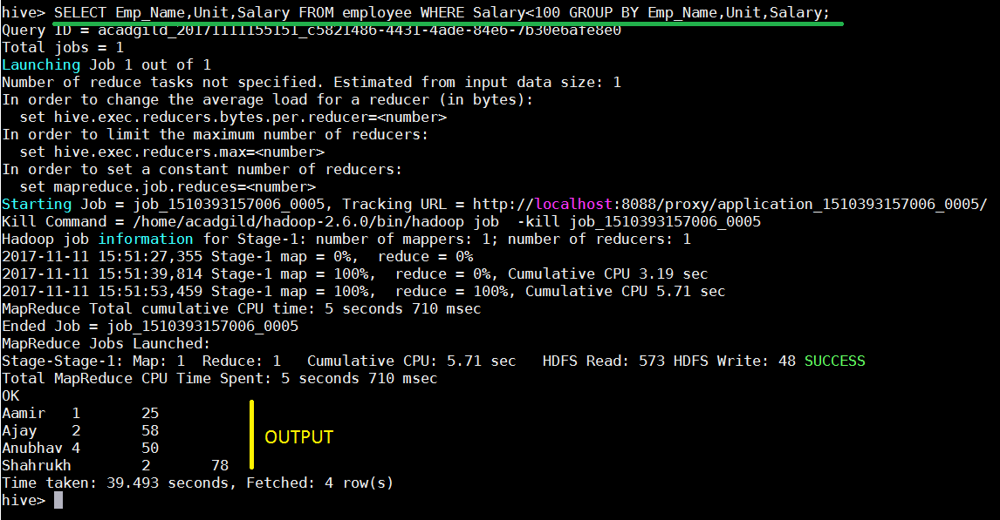 hive> SELECT Emp_Name,Unit,Salary FROM employee WHERE Salary<100 GROUP BY Emp_Name,Unit,Salary;
Query ID = acadgild_20171111155151_c5821486-4431-4ade-84e6-7b30e6afe8e0
Total jobs = 1
Launching Job 1 out of 1
Number of reduce tasks not specified. Estimated from input data size: 1
In order to change the average load for a reducer (in bytes):
  set hive.exec.reducers.bytes.per.reducer=<number>
In order to limit the maximum number of reducers:
  set hive.exec.reducers.max=<number>
In order to set a constant number of reducers:
  set mapreduce.job.reduces=<number>
Starting Job = job_1510393157006_0005, Tracking URL = http://localhost:8088/proxy/application_1510393157006_0005/
Kill Command = /home/acadgild/hadoop-2.6.0/bin/hadoop job  -kill job_1510393157006_0005
Hadoop job information for Stage-1: number of mappers: 1; number of reducers: 1
2017-11-11 15:51:27,355 Stage-1 map = 0%,  reduce = 0%
2017-11-11 15:51:39,814 Stage-1 map = 100%,  reduce = 0%, Cumulative CPU 3.19 sec
2017-11-11 15:51:53,459 Stage-1 map = 100%,  reduce = 100%, Cumulative CPU 5.71 sec
MapReduce Total cumulative CPU time: 5 seconds 710 msec
Ended Job = job_1510393157006_0005
MapReduce Jobs Launched:
Stage-Stage-1: Map: 1  Reduce: 1   Cumulative CPU: 5.71 sec   HDFS Read: 573 HDFS Write: 48 SUCCESS
Total MapReduce CPU Time Spent: 5 seconds 710 msec
OK
Aamir   1       25
Ajay    2       58
OUTPUT
Anubhav 4       50
Shahrukh        2       78
Time taken: 39.493 seconds, Fetched: 4 row(s)
hive>